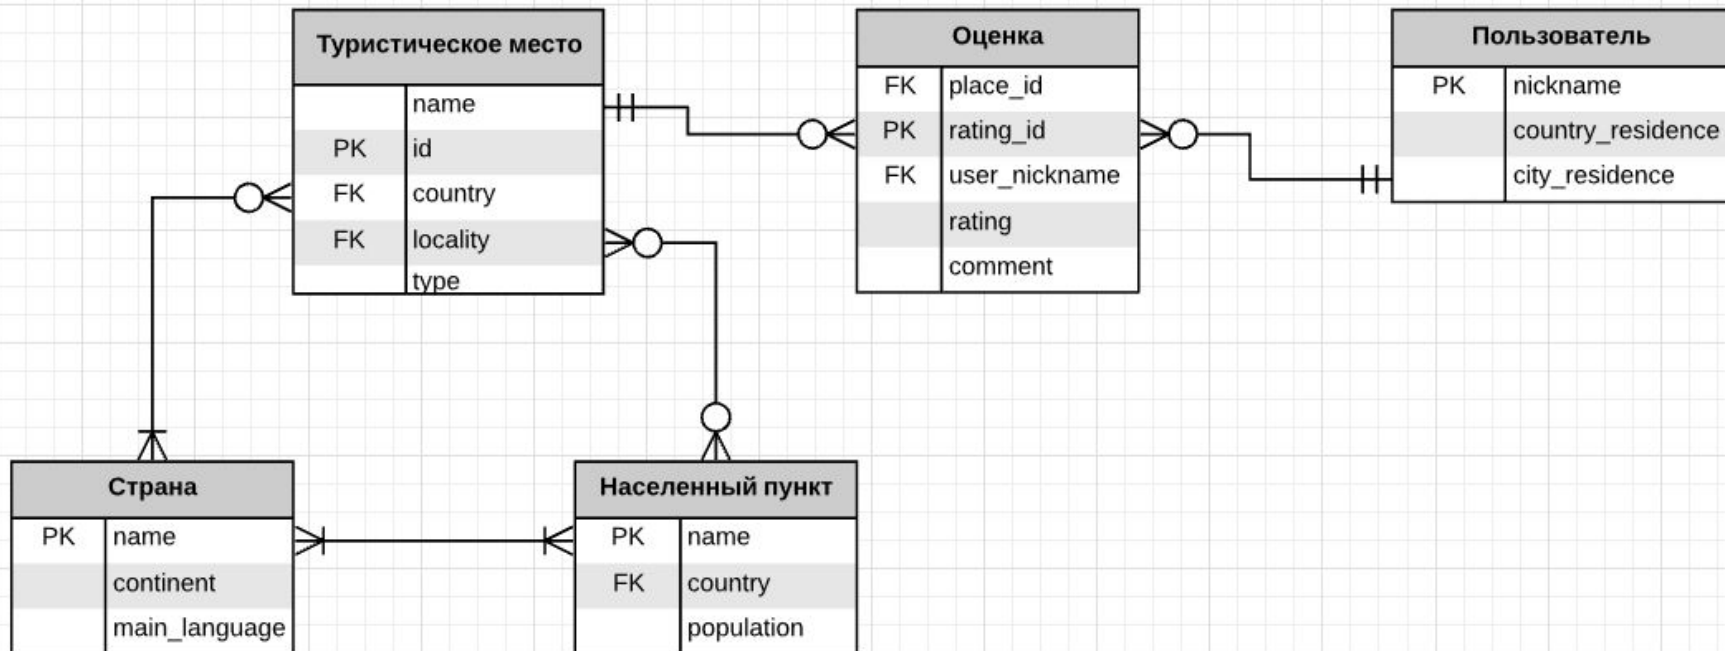 Туристическое место
name
PK id
FK country
FK locality
type
Оценка
FK place_id
PK rating_id
FK user_nickname
rating
comment
Пользователь
PK nickname
country_residence
city_residence
Страна
PK name
continent
main_language
Населенный пункт
PK name
FK country
population